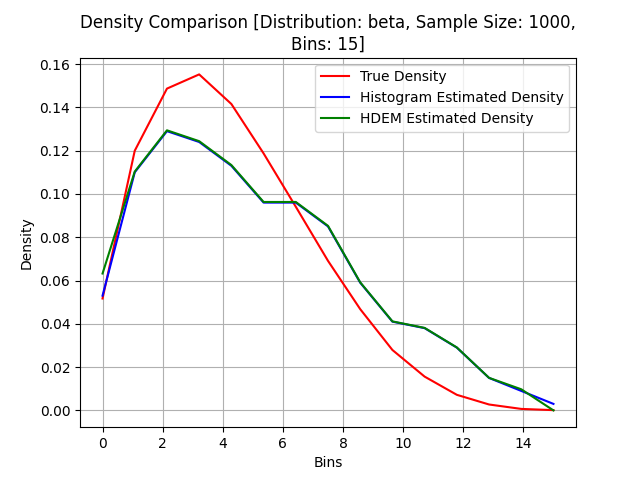 Density Comparison [Distribution: beta, Sample Size: 1000,
Bins: 15]
True Density
Histogram Estimated Density
HDEM Estimated Density
Density
0.16
0.14
0.12
0.10
0.08
0.06
0.04
0.02
0.00
0 2 4 6 8 10 12 14
Bins